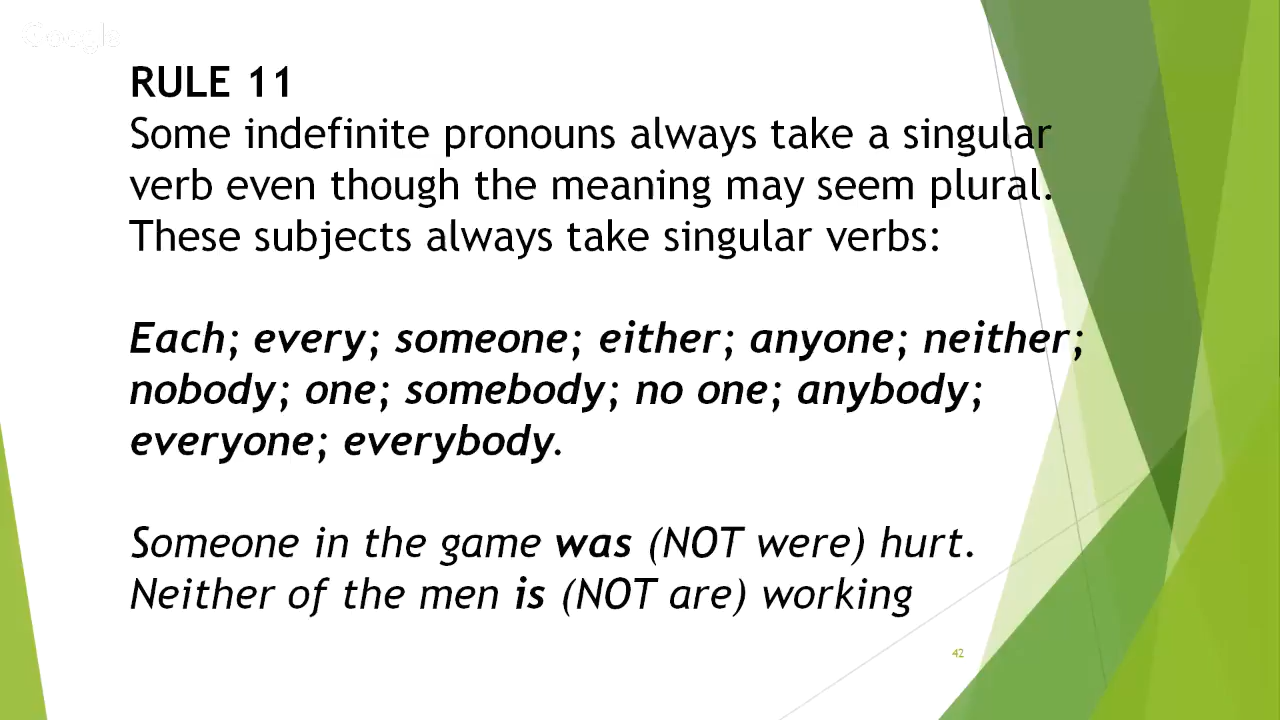 Google
RULE 11
Some indefinite pronouns always take a singular
verb even though the meaning may seem plural.
These subjects always take singular verbs:
Each; every; someone; either; anyone; neither;
nobody; one; somebody; no one; anybody;
everyone; everybody.
Someone in the game was (NOT were) hurt.
Neither of the men is (NOT are) working
42